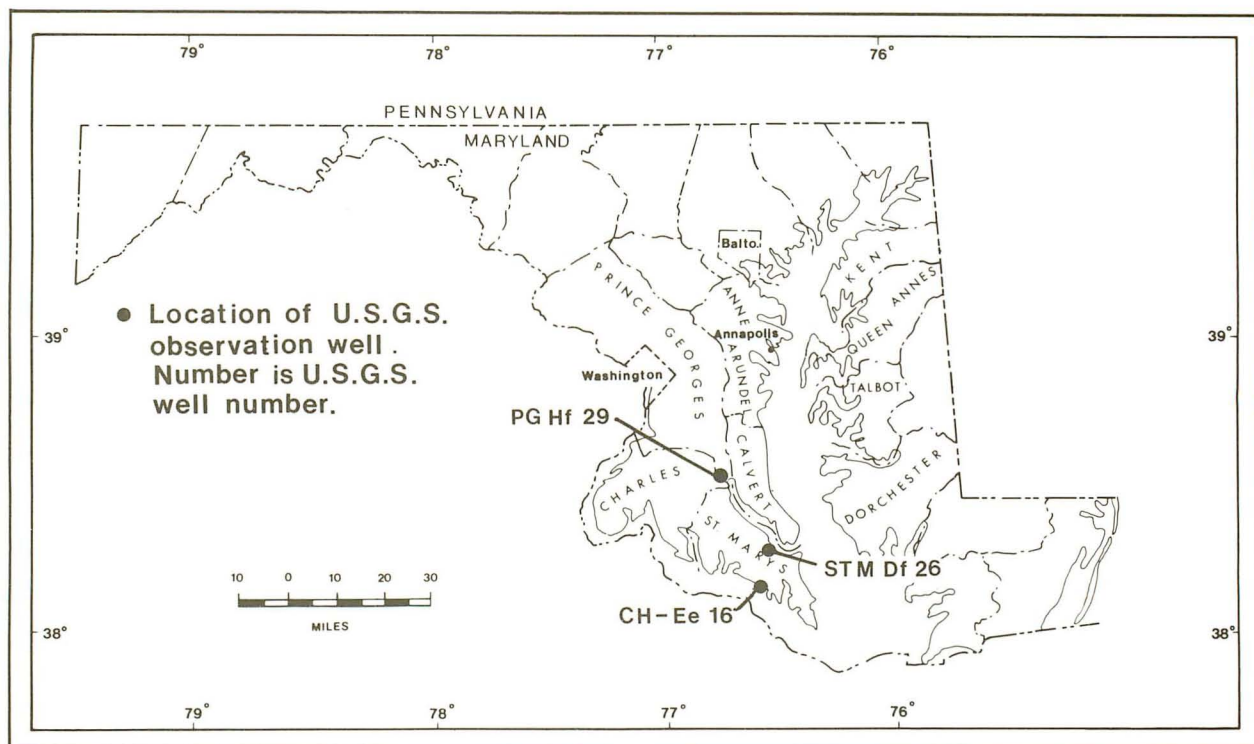 79°
78°
77°
76°
PENNSYLVANIA
MARYLAND
Balto.
KENT
PRINCE GEORGES
ANNE ARUNDEL
QUEEN ANNES
● Location of U.S.G.S.
observation well.
Number is U.S.G.S.
well number.
39°
39°
Annapolis
Washington
TALBOT
PG Hf 29
CALVERT
CHARLES
DORCHESTER
ST MARYS
STM Df 26
10 0 10 20 30
MILES
CH-Ee 16
38°
38°
79°
78°
77°
76°